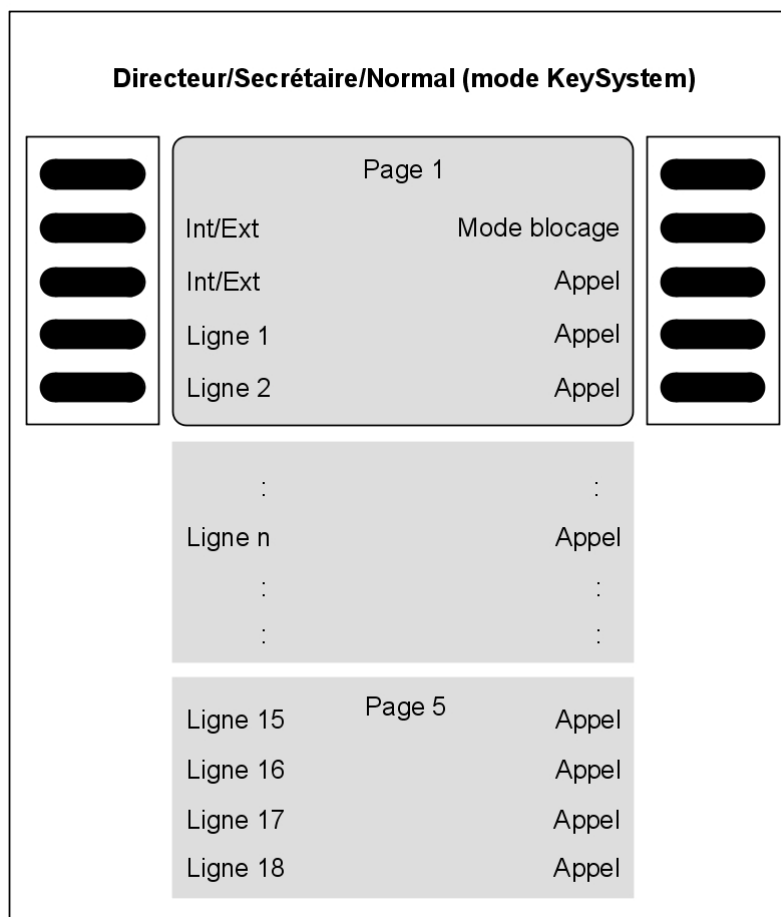 Directeur/Secrétaire/Normal (mode KeySystem)
Page 1
Int/Ext Mode blocage
Int/Ext Appel
Ligne 1 Appel
Ligne 2 Appel
: :
Ligne n Appel
: :
: :
Page 5
Ligne 15 Appel
Ligne 16 Appel
Ligne 17 Appel
Ligne 18 Appel